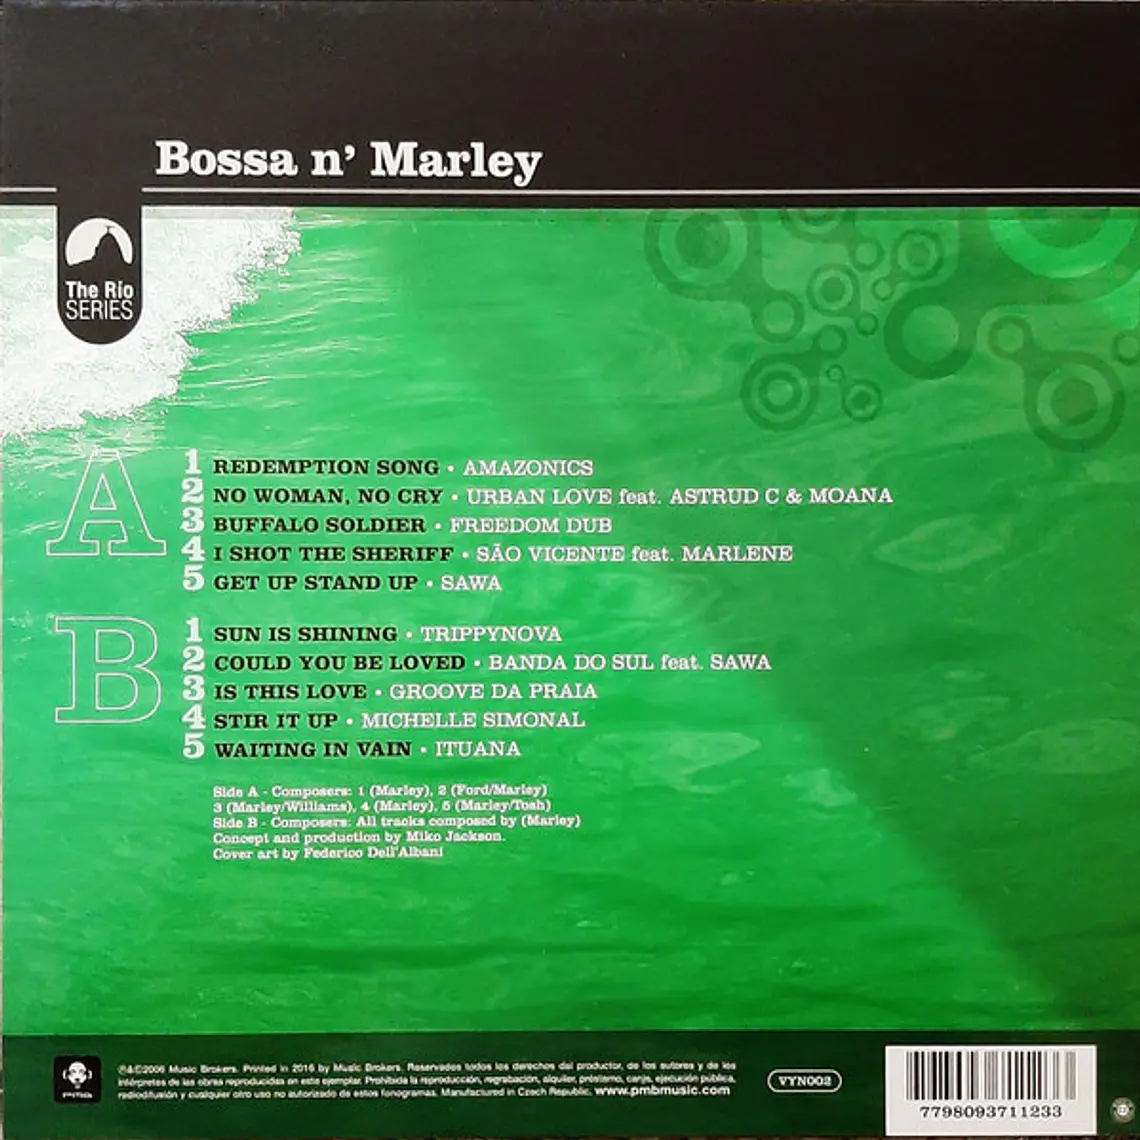 Bossa n' Marley
The Rio
SERIES
A
1 REDEMPTION SONG • AMAZONICS
2 NO WOMAN, NO CRY • URBAN LOVE feat. ASTRUD C & MOANA
3 BUFFALO SOLDIER • FREEDOM DUB
4 I SHOT THE SHERIFF • SÃO VICENTE feat. MARLENE
5 GET UP STAND UP • SAWA
B
1 SUN IS SHINING • TRIPPYNOVA
2 COULD YOU BE LOVED • BANDA DO SUL feat. SAWA
3 IS THIS LOVE • GROOVE DA PRAIA
4 STIR IT UP • MICHELLE SIMONAL
5 WAITING IN VAIN • ITUANA
Side A - Composers: 1 (Marley), 2 (Ford/Marley)
3 (Marley/Williams), 4 (Marley), 5 (Marley/Tosh)
Side B - Composers: All tracks composed by (Marley)
Concept and production by Miko Jackson.
Cover art by Federico Dell'Albani
℗&©2006 Music Brokers. Printed in 2016 by Music Brokers. Reservados todos los derechos del productor, de los autores y de los
intérpretes de las obras reproducidas en este ejemplar. Prohibida la reproducción, regrabación, alquiler, préstamo, canje, ejecución pública,
radiodifusión y cualquier otro uso no autorizado de estos fonogramas. Manufactured in Czech Republic. www.pmbmusic.com
VYN002
7798093711233